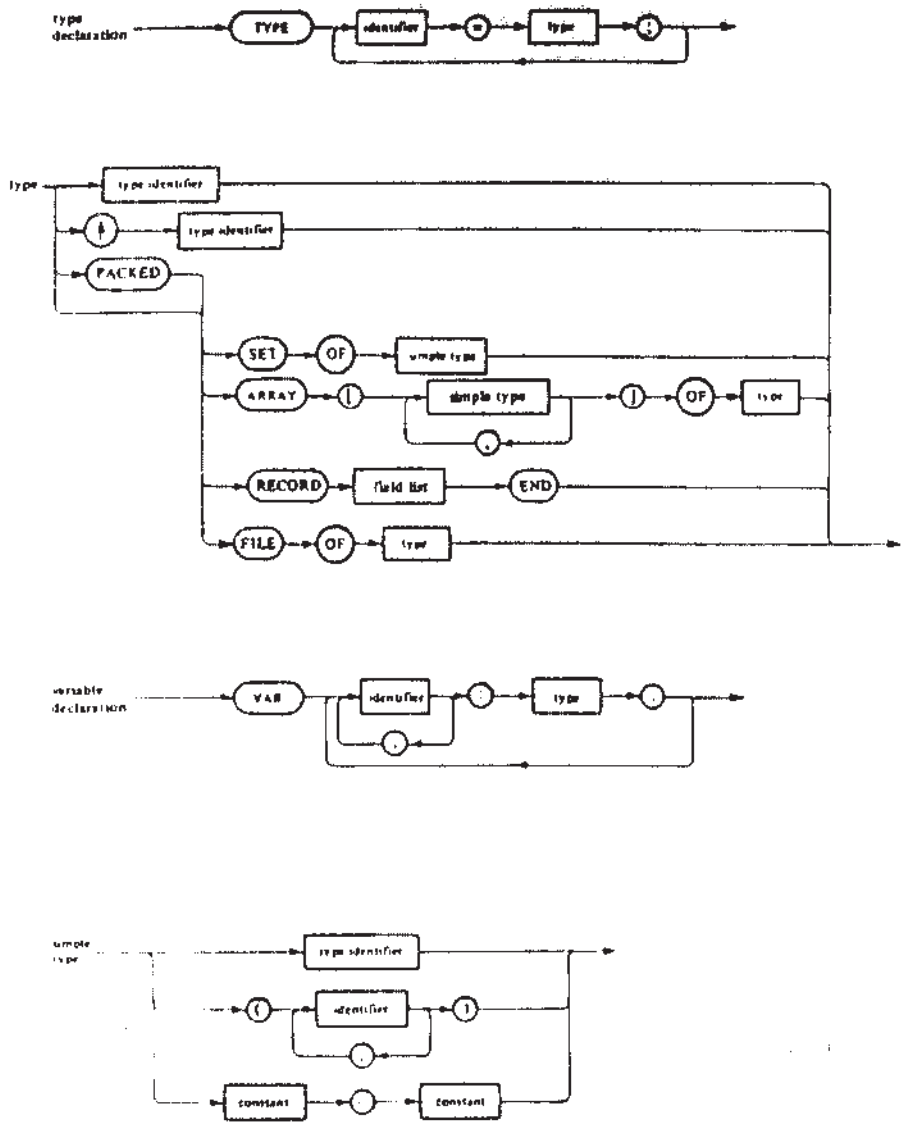 type declaration TYPE identifier = type ;
type type identifier
type identifier
PACKED
SET OF simple type
ARRAY [ simple type ] OF type
,
RECORD field list END
FILE OF type
variable declaration VAR identifier : type
,
simple type type identifier
( identifier )
,
constant constant